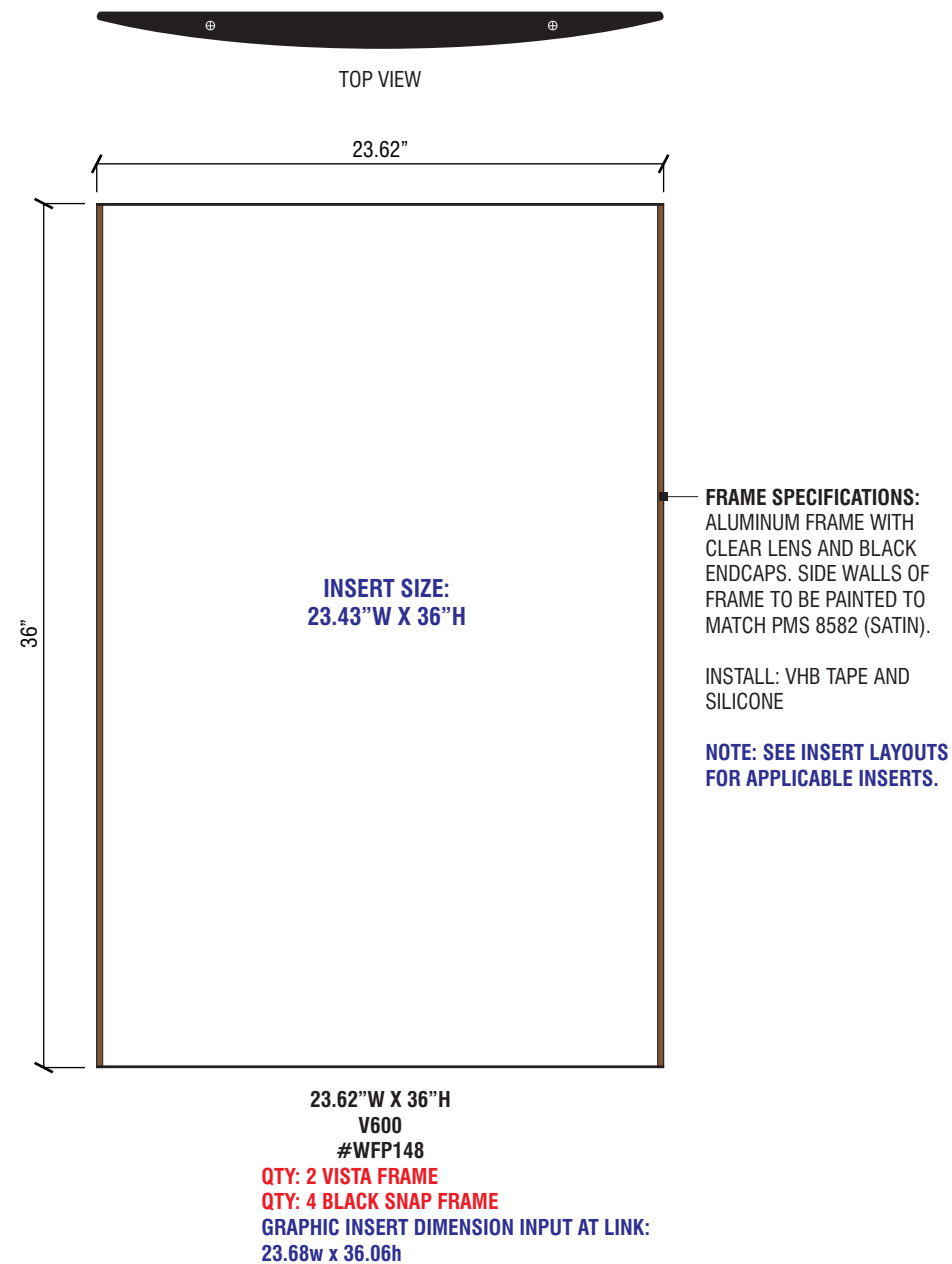 TOP VIEW
23.62”
36”
INSERT SIZE:
23.43”W X 36”H
FRAME SPECIFICATIONS:
ALUMINUM FRAME WITH
CLEAR LENS AND BLACK
ENDCAPS. SIDE WALLS OF
FRAME TO BE PAINTED TO
MATCH PMS 8582 (SATIN).
INSTALL: VHB TAPE AND
SILICONE
NOTE: SEE INSERT LAYOUTS
FOR APPLICABLE INSERTS.
23.62”W X 36”H
V600
#WFP148
QTY: 2 VISTA FRAME
QTY: 4 BLACK SNAP FRAME
GRAPHIC INSERT DIMENSION INPUT AT LINK:
23.68w x 36.06h